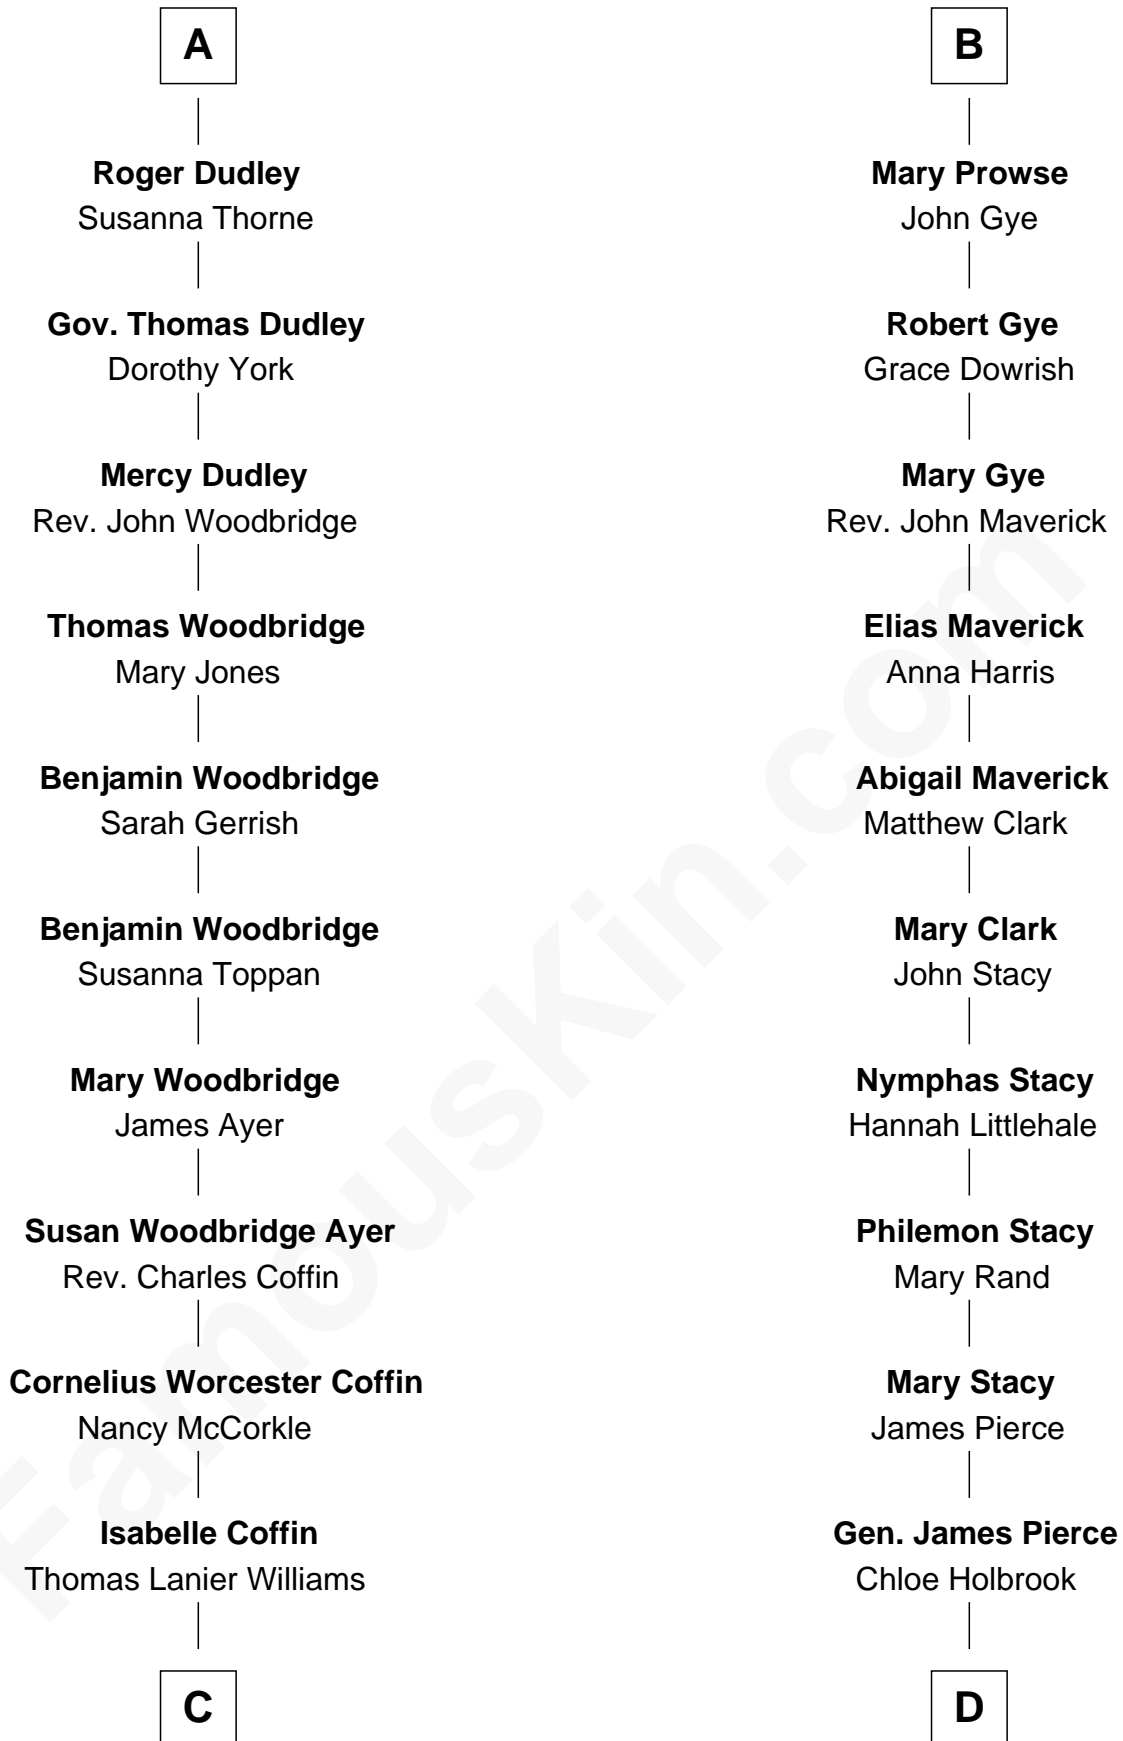 A
Roger Dudley
Susanna Thorne
Gov. Thomas Dudley
Dorothy York
Mercy Dudley
Rev. John Woodbridge
Thomas Woodbridge
Mary Jones
Benjamin Woodbridge
Sarah Gerrish
Benjamin Woodbridge
Susanna Toppan
Mary Woodbridge
James Ayer
Susan Woodbridge Ayer
Rev. Charles Coffin
Cornelius Worcester Coffin
Nancy McCorkle
Isabelle Coffin
Thomas Lanier Williams
C
B
Mary Prowse
John Gye
Robert Gye
Grace Dowrish
Mary Gye
Rev. John Maverick
Elias Maverick
Anna Harris
Abigail Maverick
Matthew Clark
Mary Clark
John Stacy
Nymphas Stacy
Hannah Littlehale
Philemon Stacy
Mary Rand
Mary Stacy
James Pierce
Gen. James Pierce
Chloe Holbrook
D
FamousKin.com